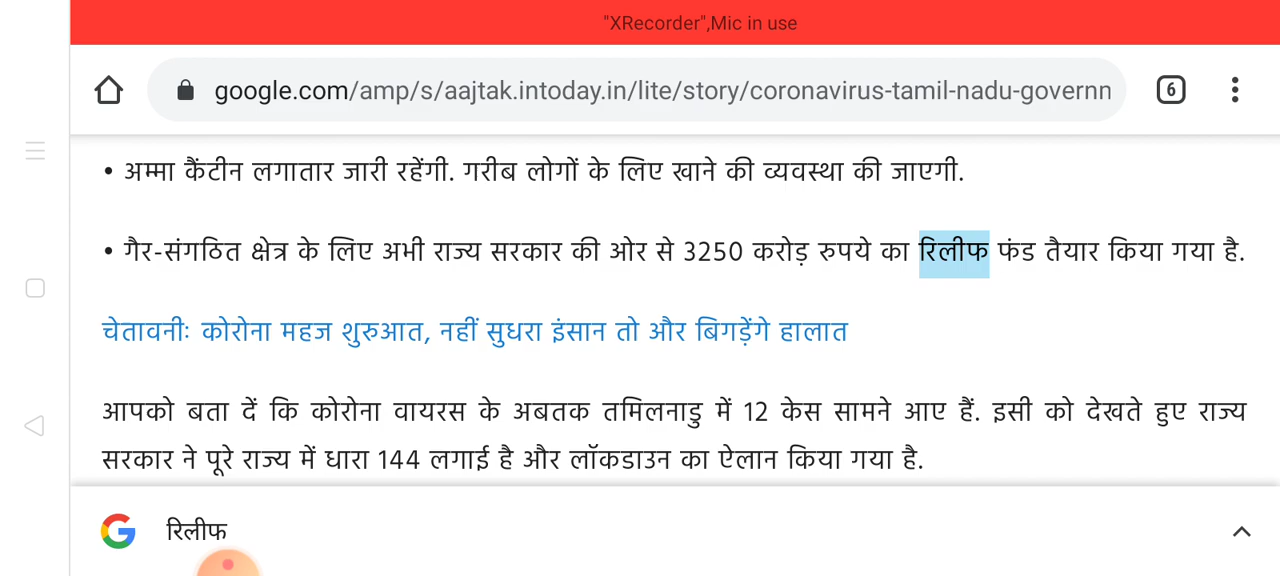 "XRecorder",Mic in use
google.com/amp/s/aajtak.intoday.in/lite/story/coronavirus-tamil-nadu-governn
6
• अम्मा कैंटीन लगातार जारी रहेंगी. गरीब लोगों के लिए खाने की व्यवस्था की जाएगी.
• गैर-संगठित क्षेत्र के लिए अभी राज्य सरकार की ओर से 3250 करोड़ रुपये का रिलीफ फंड तैयार किया गया है.
चेतावनीः कोरोना महज शुरुआत, नहीं सुधरा इंसान तो और बिगड़ेंगे हालात
आपको बता दें कि कोरोना वायरस के अबतक तमिलनाडु में 12 केस सामने आए हैं. इसी को देखते हुए राज्य
सरकार ने पूरे राज्य में धारा 144 लगाई है और लॉकडाउन का ऐलान किया गया है.
रिलीफ